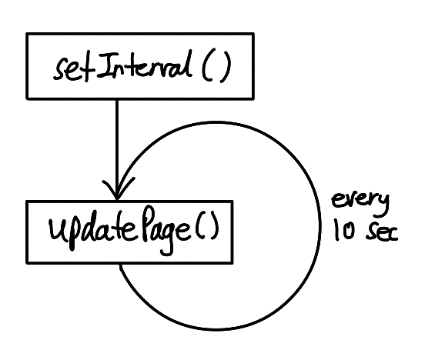 setInterval()
updatePage()
every
10 sec